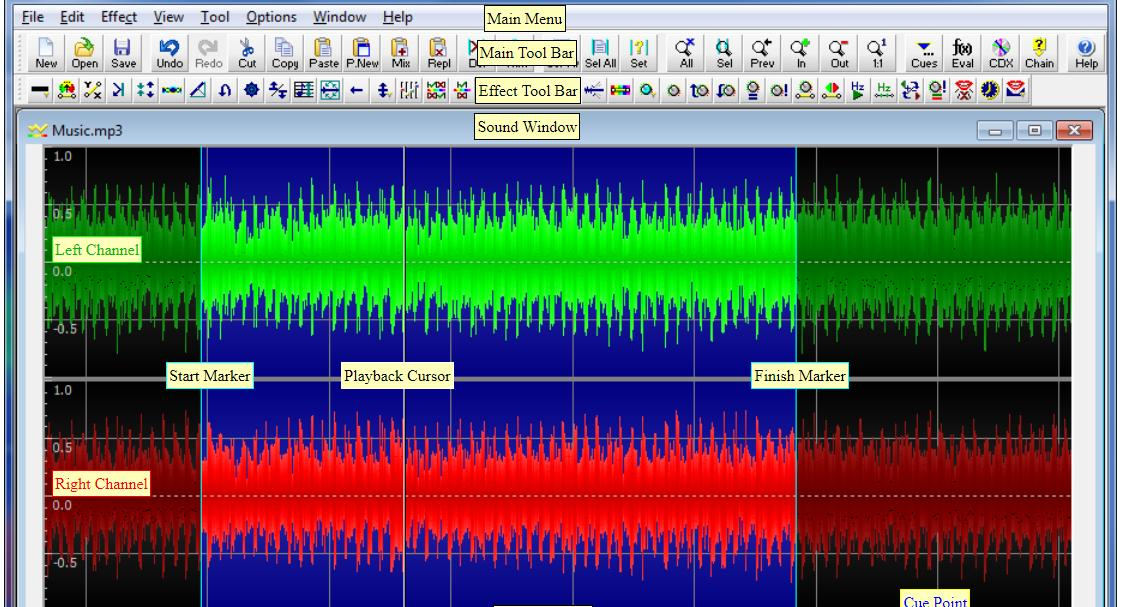 File Edit Effect View Tool Options Window Help
Main Menu
New Open Save Undo Redo Cut Copy Paste P.New Mix Repl Main Tool Bar Sel All Set All Sel Prev In Out 1:1 Cues Eval CDX Chain Help
Effect Tool Bar
Hz Hz
Sound Window
Music.mp3
1.0
0.5
Left Channel
0.0
-0.5
Start Marker Playback Cursor Finish Marker
1.0
0.5
Right Channel
0.0
-0.5
Cue Point